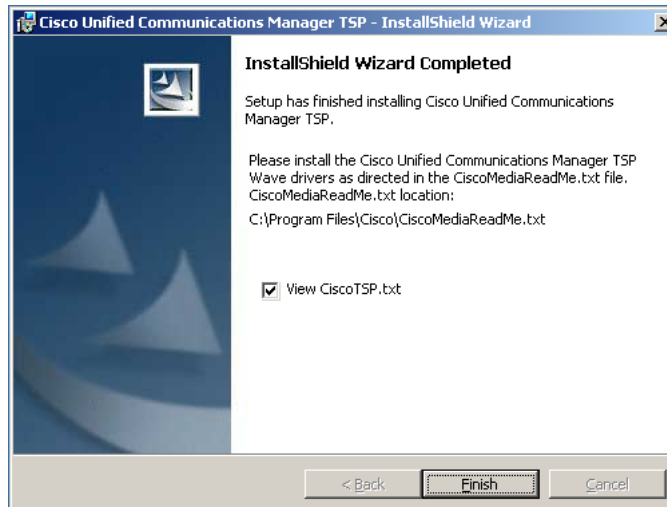 Cisco Unified Communications Manager TSP - InstallShield Wizard
InstallShield Wizard Completed
Setup has finished installing Cisco Unified Communications
Manager TSP.
Please install the Cisco Unified Communications Manager TSP
Wave drivers as directed in the CiscoMediaReadMe.txt file.
CiscoMediaReadMe.txt location:
C:\Program Files\Cisco\CiscoMediaReadMe.txt
View CiscoTSP.txt
< Back
Finish
Cancel